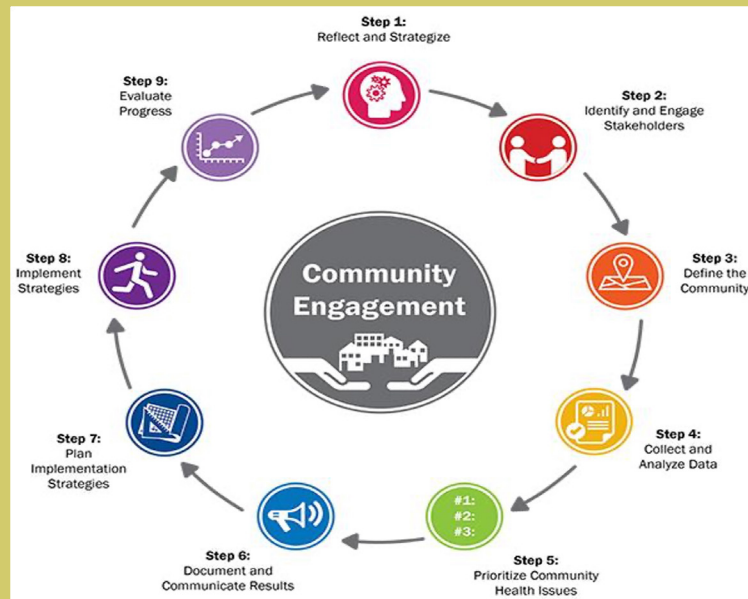 Step 1:
Reflect and Strategize
Step 2:
Identify and Engage
Stakeholders
Step 3:
Define the
Community
Step 4:
Collect and
Analyze Data
#1:
#2:
#3:
Step 5:
Prioritize Community
Health Issues
Step 6:
Document and
Communicate Results
Step 7:
Plan
Implementation
Strategies
Step 8:
Implement
Strategies
Step 9:
Evaluate
Progress
Community
Engagement